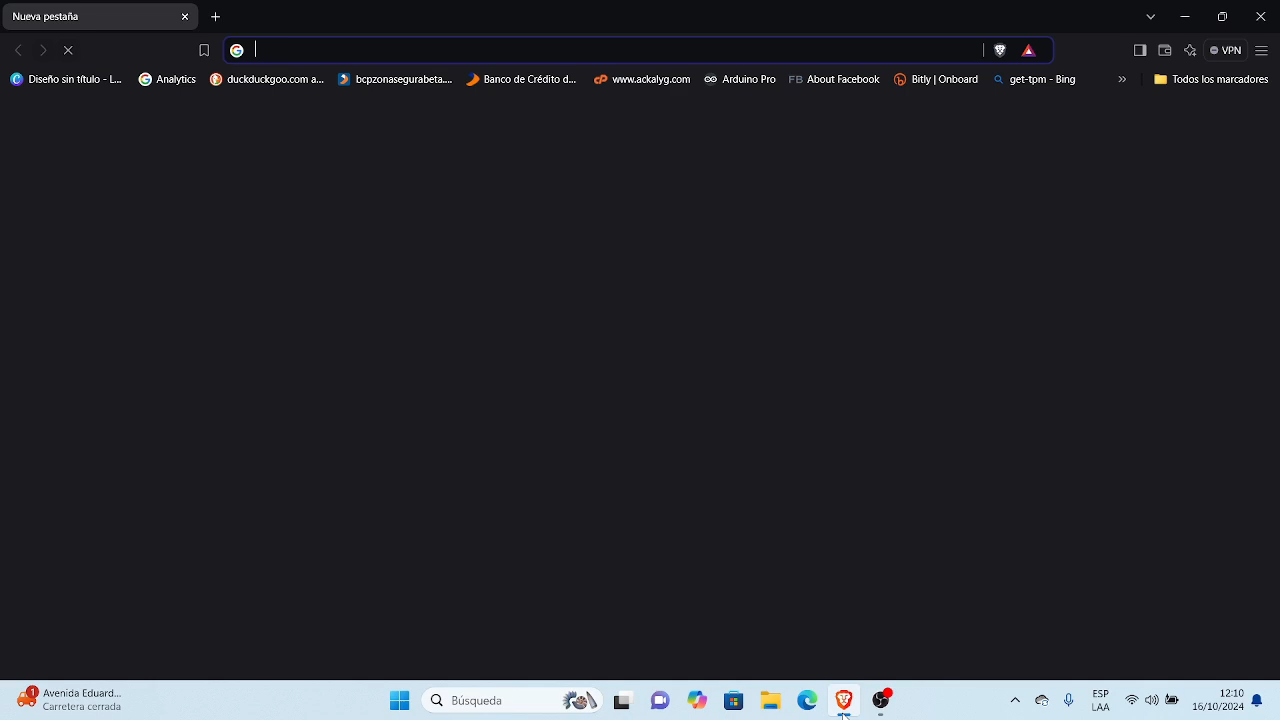 Nueva pestaña
VPN
Diseño sin título - L...
Analytics
duckduckgoo.com a...
bcpzonasegurabeta....
Banco de Crédito d...
www.ackalyg.com
Arduino Pro
FB About Facebook
Bitly | Onboard
get-tpm - Bing
»
Todos los marcadores
1
Avenida Eduard...
Carretera cerrada
Búsqueda
ESP
LAA
12:10
16/10/2024